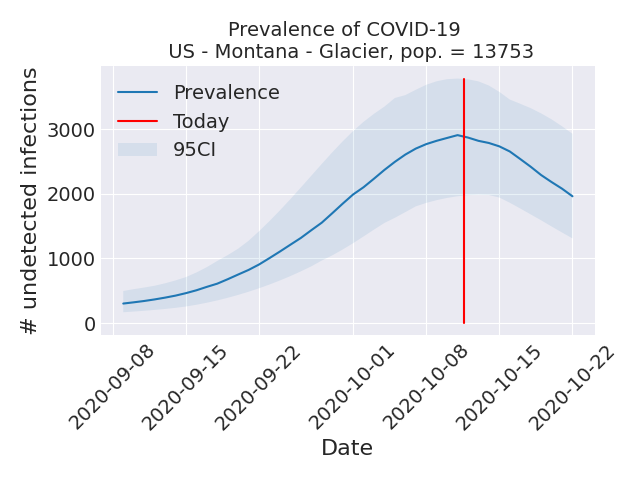 Prevalence of COVID-19
US - Montana - Glacier, pop. = 13753
Prevalence
Today
95CI
# undetected infections
3000
2000
1000
0
2020-09-08
2020-09-15
2020-09-22
2020-10-01
2020-10-08
2020-10-15
2020-10-22
Date